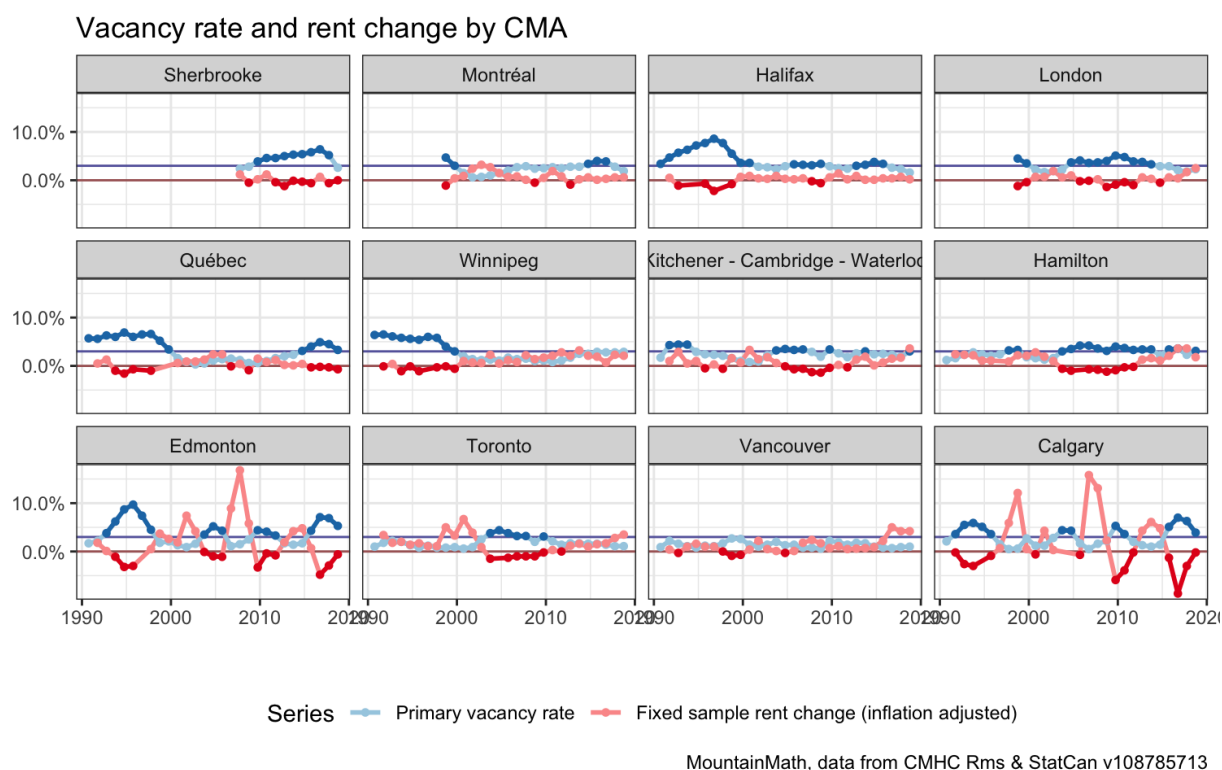 Vacancy rate and rent change by CMA
Sherbrooke Montréal Halifax London
10.0%
0.0%
Québec Winnipeg Kitchener - Cambridge - Waterloo Hamilton
10.0%
0.0%
Edmonton Toronto Vancouver Calgary
10.0%
0.0%
1990 2000 2010 2020 1990 2000 2010 2020 1990 2000 2010 2020 1990 2000 2010 2020
Series Primary vacancy rate Fixed sample rent change (inflation adjusted)
MountainMath, data from CMHC Rms & StatCan v108785713